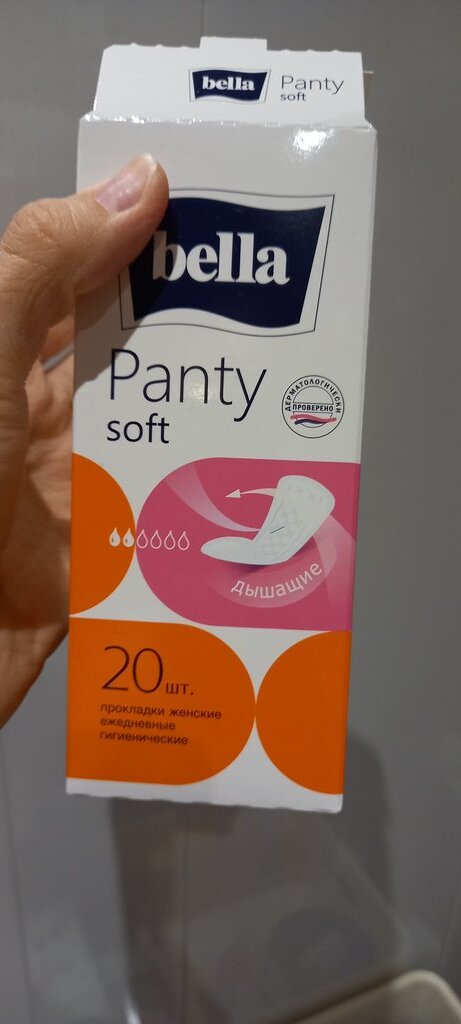 bella
Panty
soft
bella
Panty
soft
ДЕРМАТОЛОГИЧЕСКИ
ПРОВЕРЕНО
дышащие
20 шт.
прокладки женские
ежедневные
гигиенические